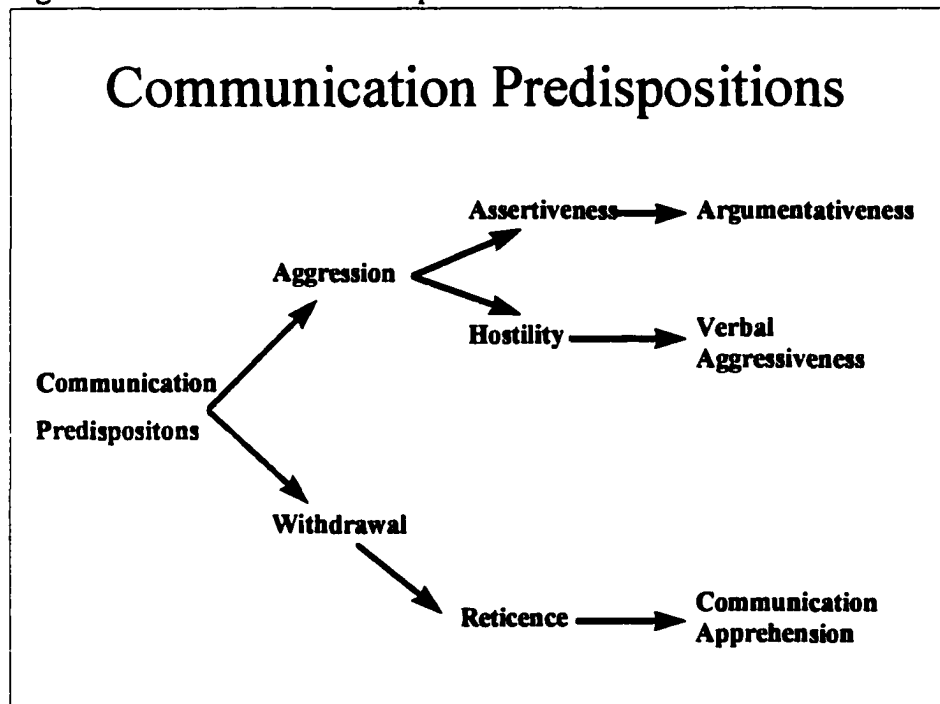 Communication Predispositions
Assertiveness
Argumentativeness
Aggression
Hostility
Verbal
Aggressiveness
Communication
Predispositons
Withdrawal
Reticence
Communication
Apprehension